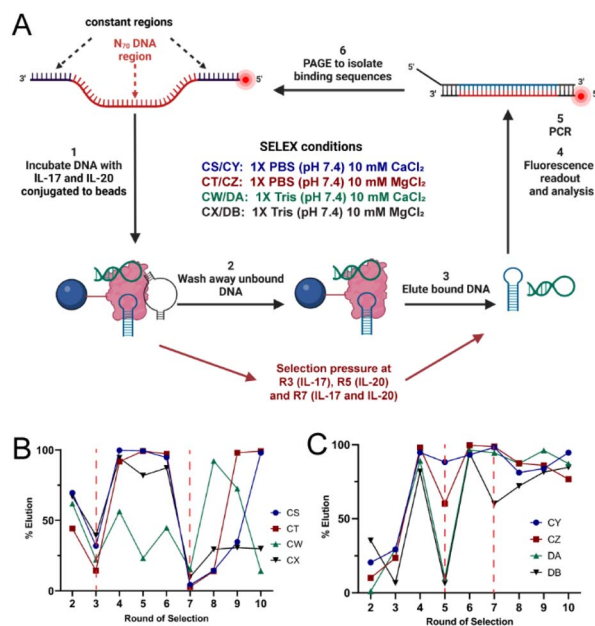 A
constant regions
N₇₀ DNA
region
3'
5'
6
PAGE to isolate
binding sequences
5'
3'
3'
5'
1
Incubate DNA with
IL-17 and IL-20
conjugated to beads
SELEX conditions
CS/CY: 1X PBS (pH 7.4) 10 mM CaCl₂
CT/CZ: 1X PBS (pH 7.4) 10 mM MgCl₂
CW/DA: 1X Tris (pH 7.4) 10 mM CaCl₂
CX/DB: 1X Tris (pH 7.4) 10 mM MgCl₂
5
PCR
4
Fluorescence
readout
and analysis
2
Wash away unbound
DNA
3
Elute bound DNA
Selection pressure at
R3 (IL-17), R5 (IL-20)
and R7 (IL-17 and IL-20)
B
% Elution
100
75
50
25
0
2 3 4 5 6 7 8 9 10
Round of Selection
CS
CT
CW
CX
C
% Elution
100
75
50
25
0
2 3 4 5 6 7 8 9 10
Round of Selection
CY
CZ
DA
DB